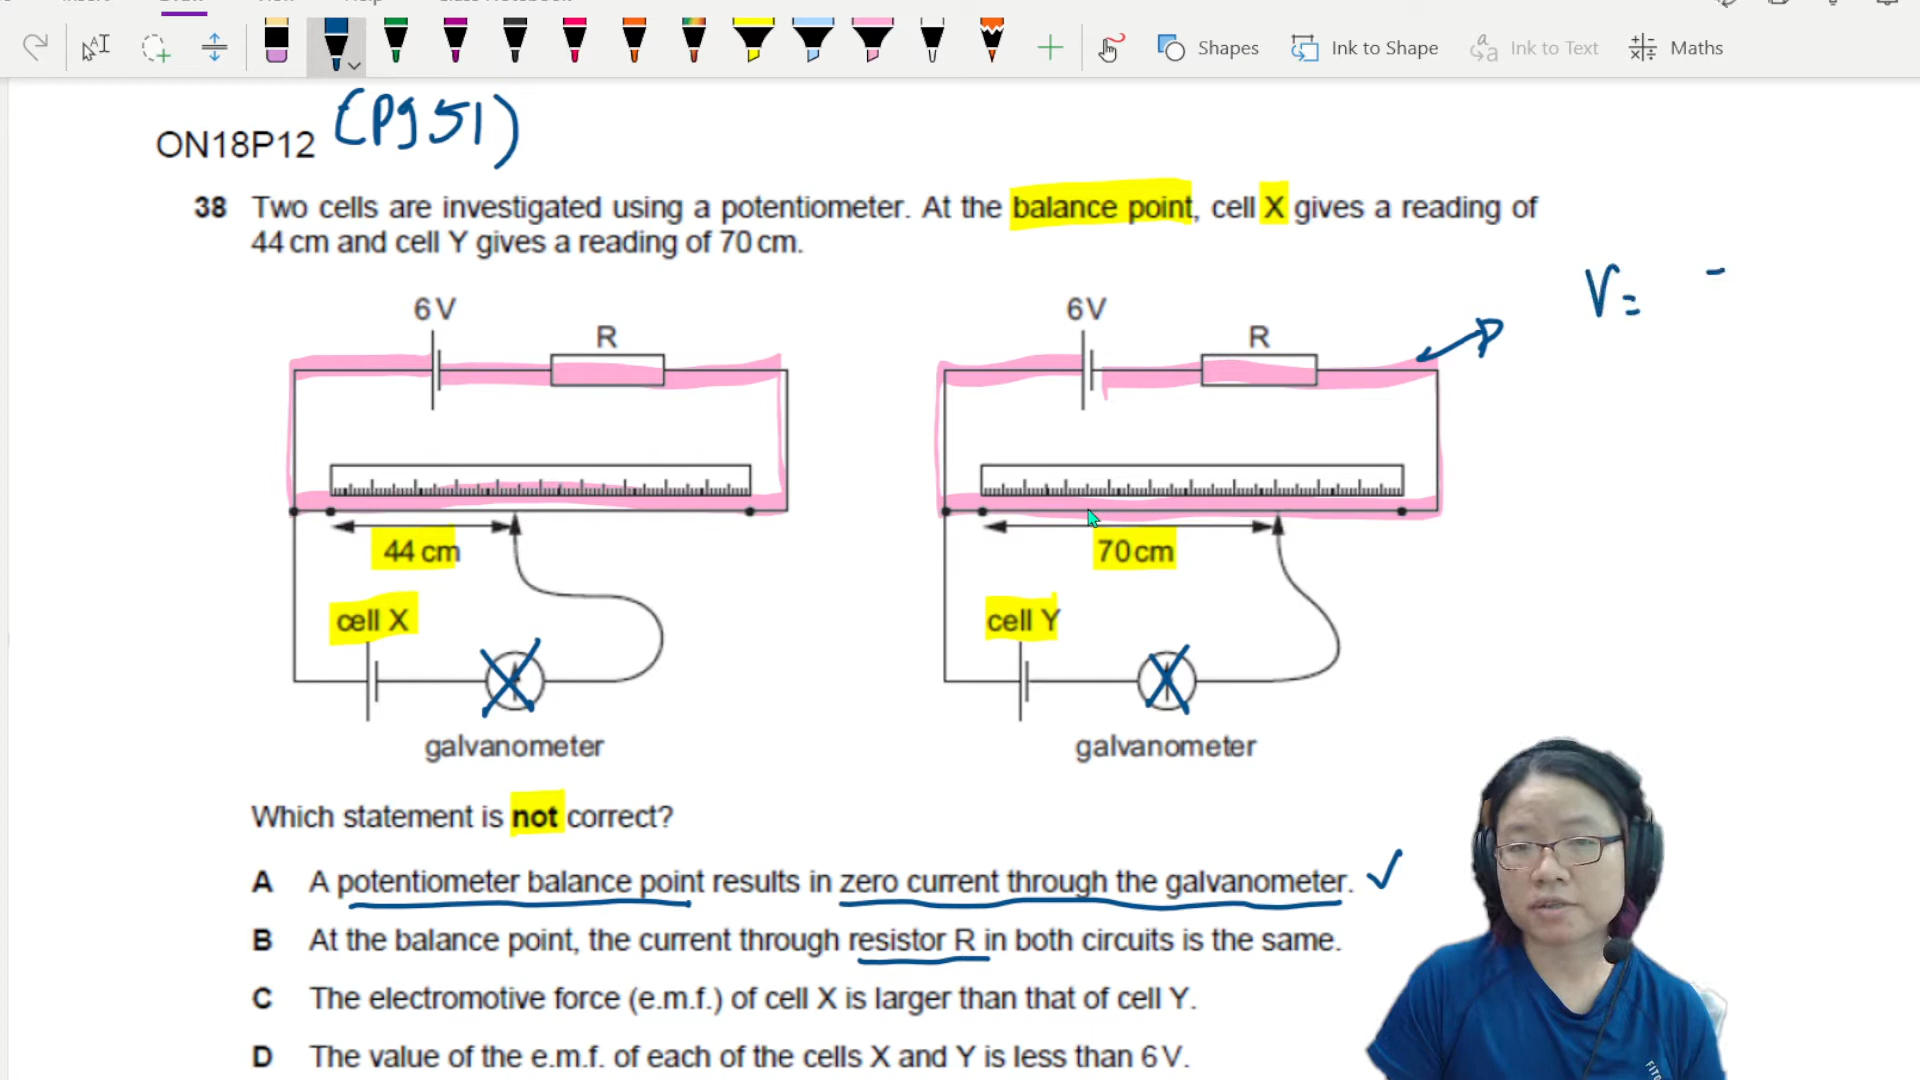 Shapes
Ink to Shape
Ink to Text
Maths
ON18P12 (Pg 51)
38 Two cells are investigated using a potentiometer. At the balance point, cell X gives a reading of
44 cm and cell Y gives a reading of 70 cm.
V=
6 V
R
6 V
R
44 cm
70 cm
cell X
cell Y
galvanometer
galvanometer
Which statement is not correct?
A A potentiometer balance point results in zero current through the galvanometer. ✓
B At the balance point, the current through resistor R in both circuits is the same.
C The electromotive force (e.m.f.) of cell X is larger than that of cell Y.
D The value of the e.m.f. of each of the cells X and Y is less than 6 V.